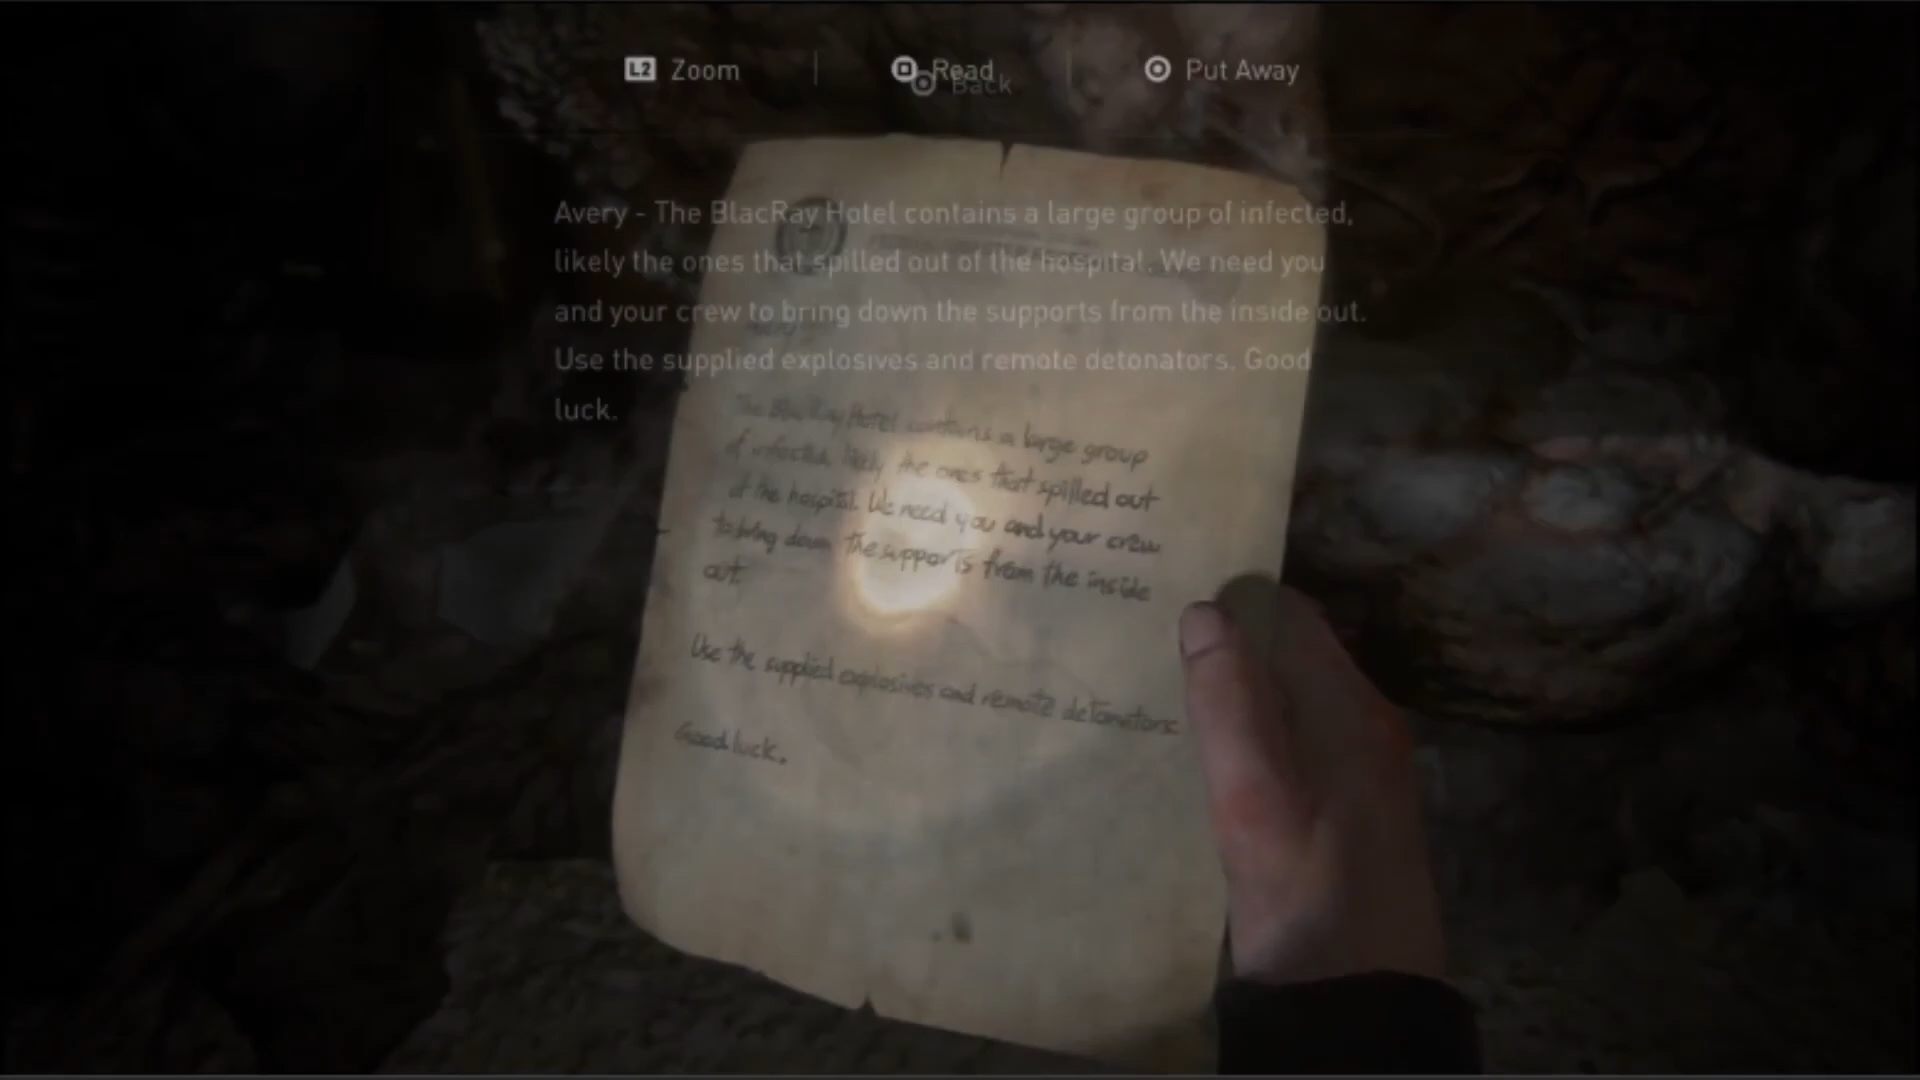 L2 Zoom
Read
Back
Put Away
Avery - The BlacRay Hotel contains a large group of infected,
likely the ones that spilled out of the hospital. We need you
and your crew to bring down the supports from the inside out.
Use the supplied explosives and remote detonators. Good
luck.
The BlacRay Hotel contains a large group
of infected, likely the ones that spilled out
of the hospital. We need you and your crew
to bring down the supports from the inside
out.
Use the supplied explosives and remote detonators.
Good luck.